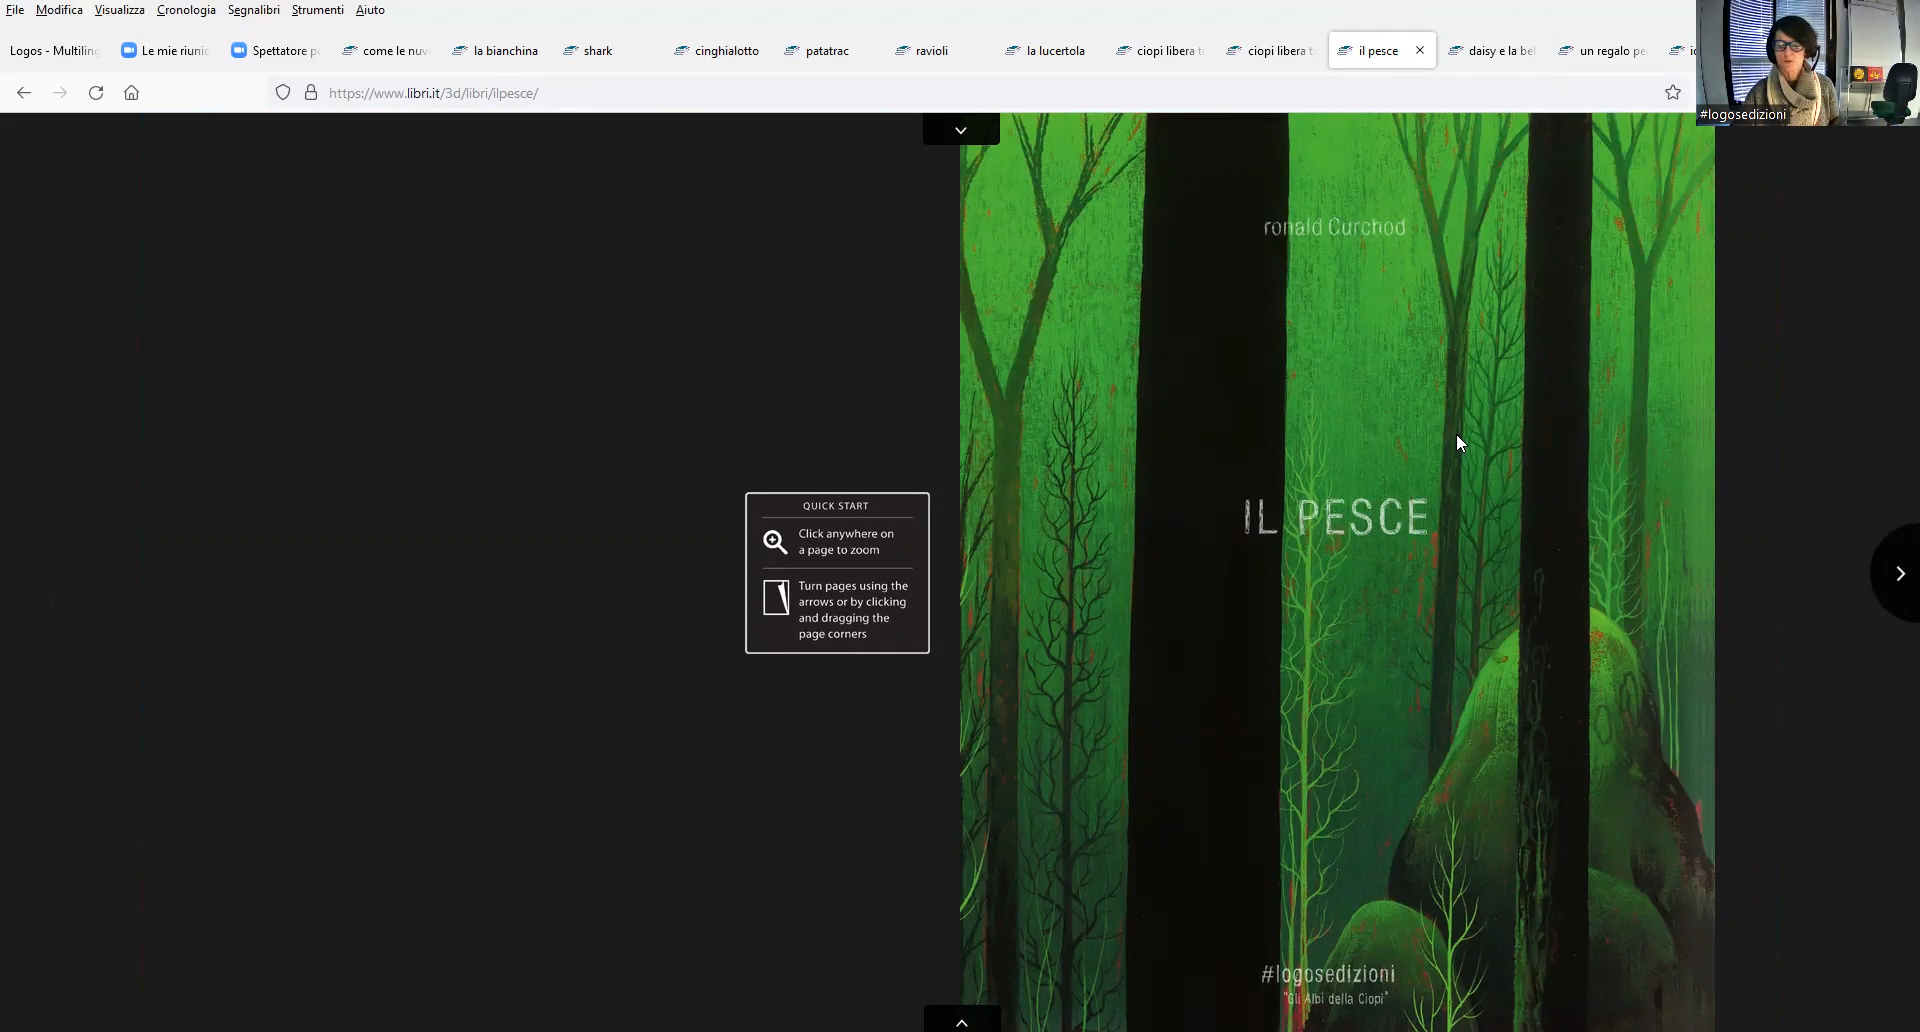 File Modifica Visualizza Cronologia Segnalibri Strumenti Aiuto
Logos - Multiling Le mie riunio Spettatore p come le nuv la bianchina shark cinghialotto patatrac ravioli la lucertola ciopi libera t ciopi libera t il pesce daisy e la bel un regalo pe
https://www.libri.it/3d/libri/ilpesce/
#logosedizioni
ronald Curchod
IL PESCE
QUICK START
Click anywhere on
a page to zoom
Turn pages using the
arrows or by clicking
and dragging the
page corners
#logosedizioni
"Gli Albi della Ciopi"